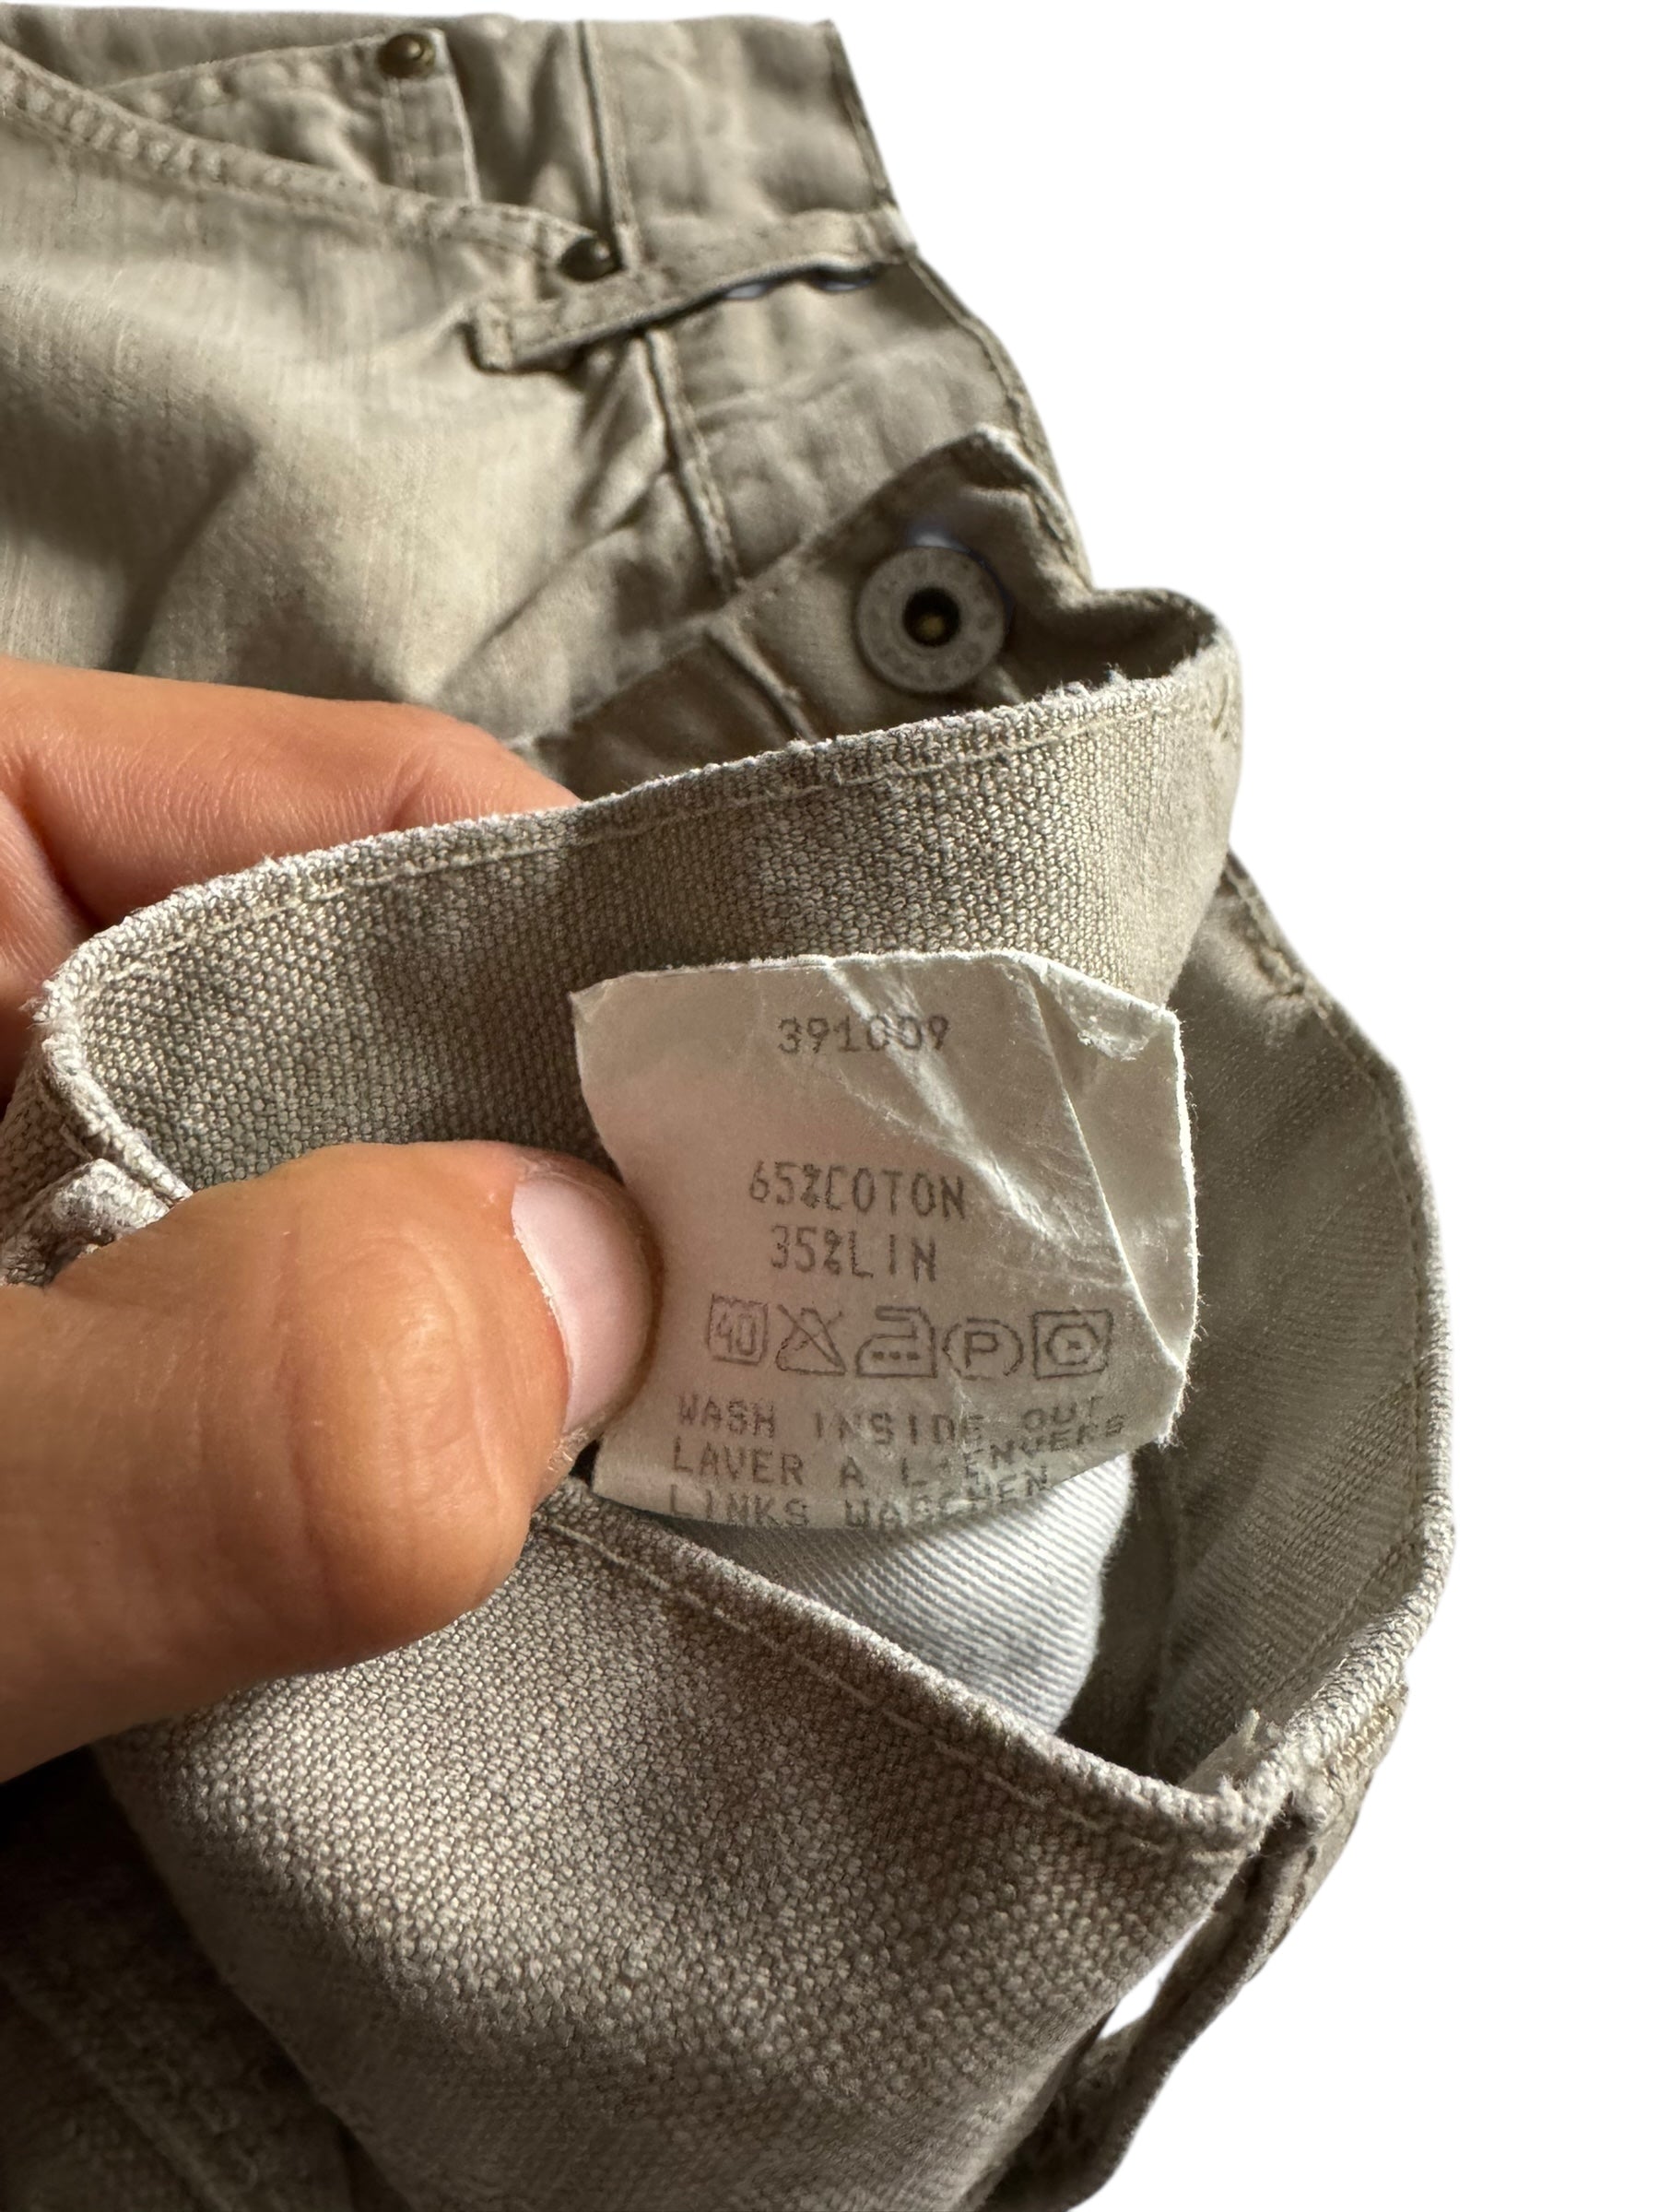 391009
65%COTON
35%LIN
40 P
WASH INSIDE OUT
LAVER A L'ENVERS
LINKS WASCHEN